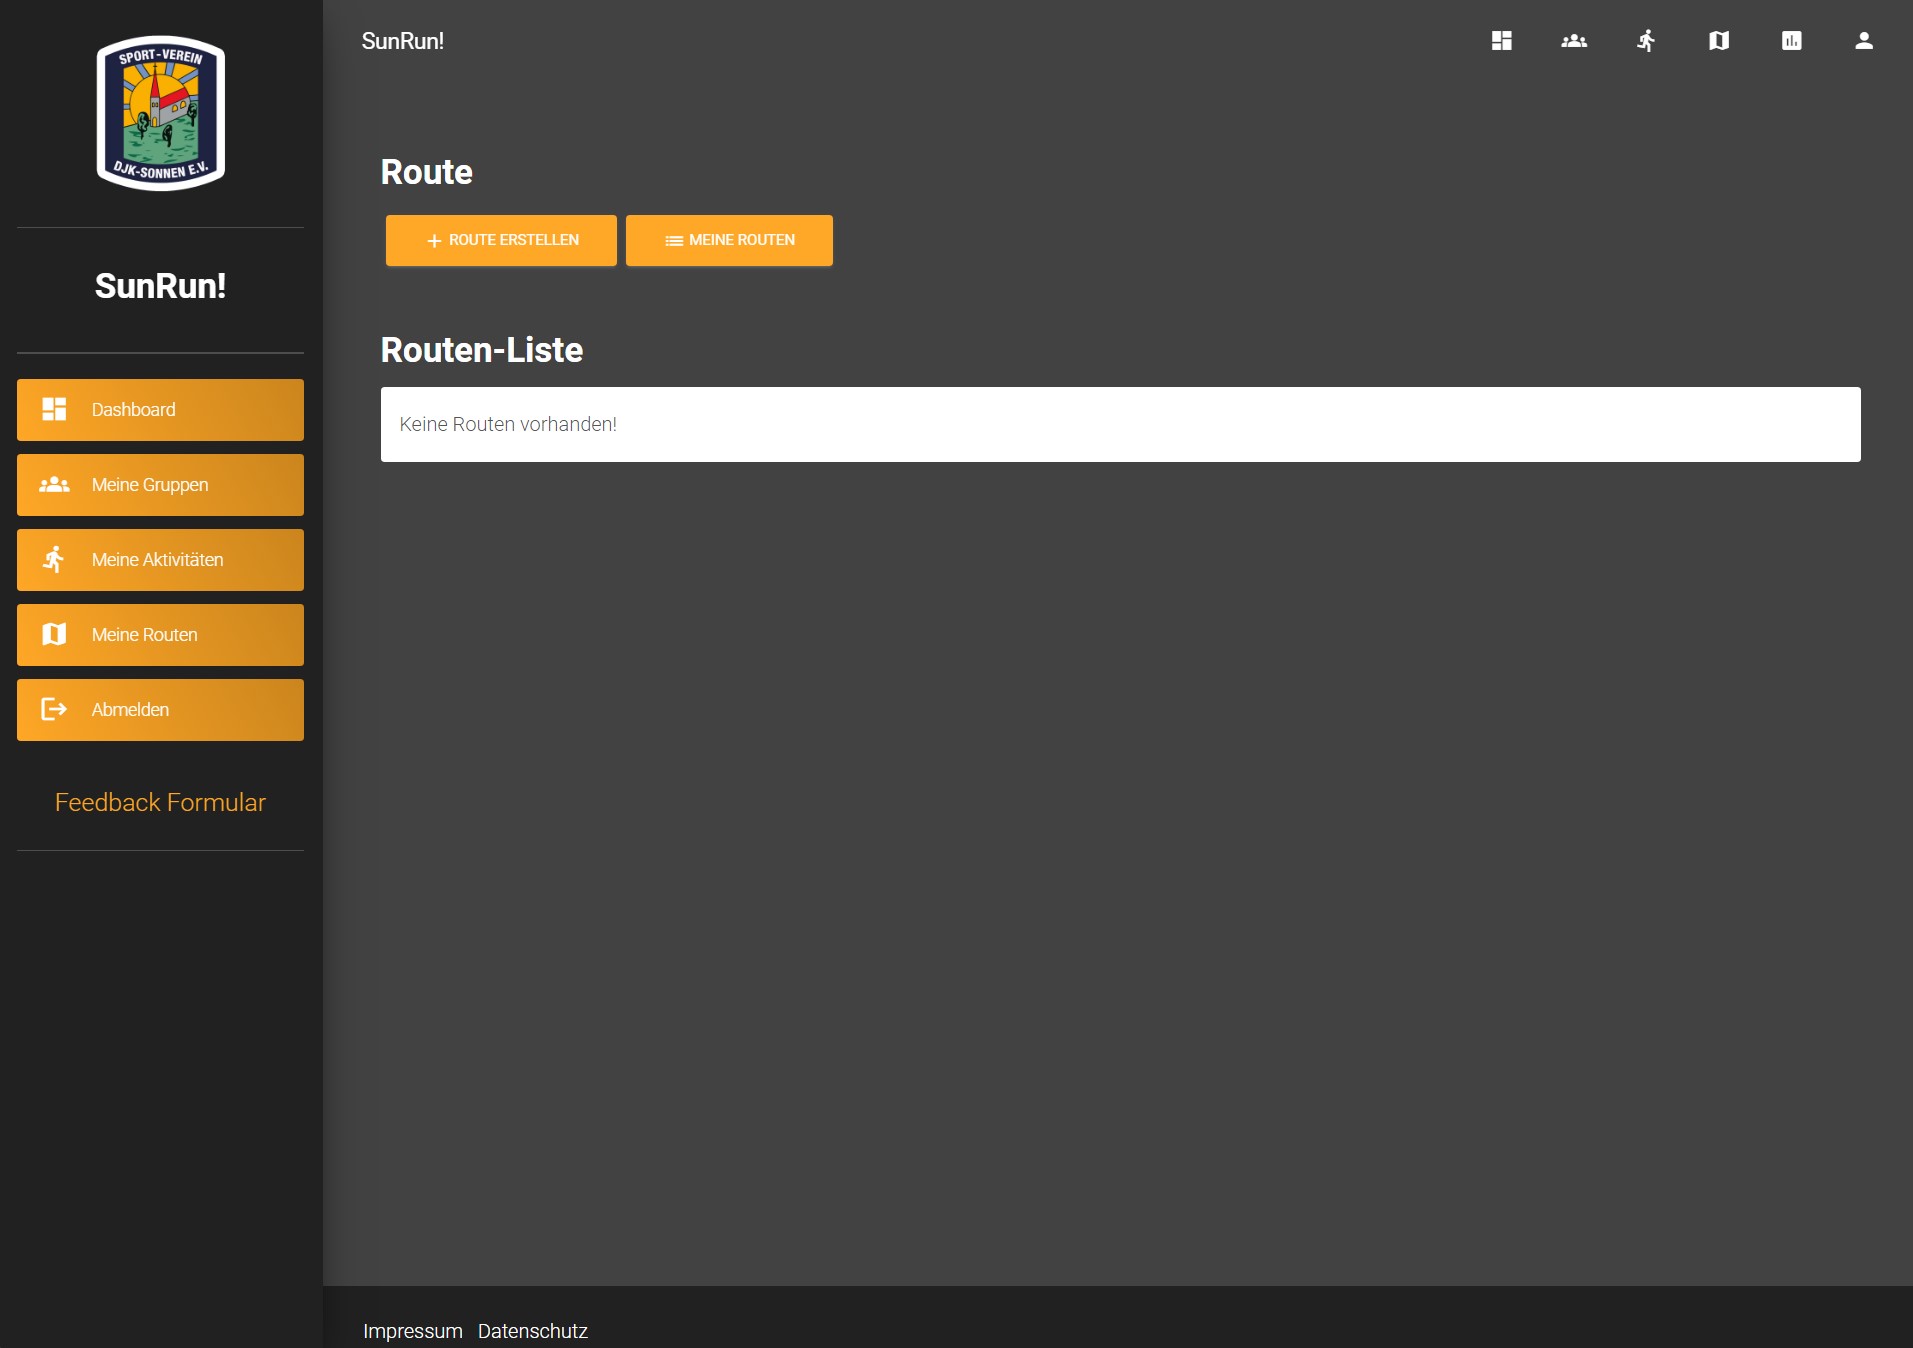 SPORT-VEREIN
DJK-SONNEN E.V.
SunRun!
Dashboard
Meine Gruppen
Meine Aktivitäten
Meine Routen
Abmelden
Feedback Formular
SunRun!
Route
ROUTE ERSTELLEN
MEINE ROUTEN
Routen-Liste
Keine Routen vorhanden!
Impressum Datenschutz